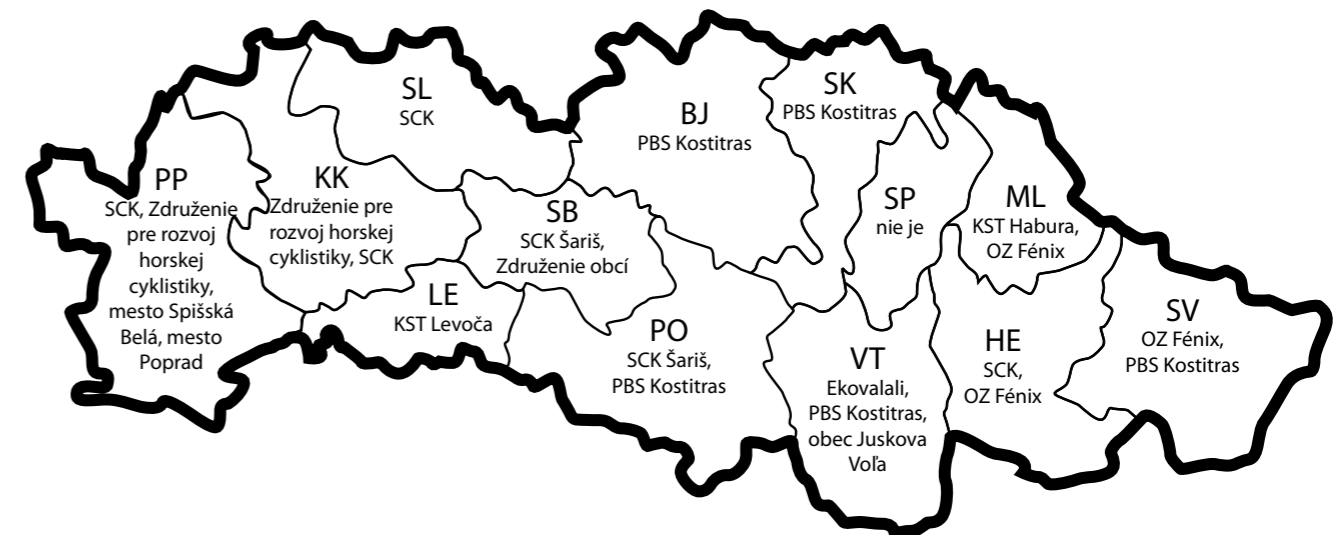 SL
SCK
BJ
PBS Kostitras
SK
PBS Kostitras
PP
SCK, Združenie
pre rozvoj
horskej
cyklistiky,
mesto Spišská
Belá, mesto
Poprad
KK
Združenie pre
rozvoj horskej
cyklistiky, SCK
SB
SCK Šariš,
Združenie obcí
SP
nie je
ML
KST Habura,
OZ Fénix
LE
KST Levoča
PO
SCK Šariš,
PBS Kostitras
VT
Ekovalali,
PBS Kostitras,
obec Juskova
Voľa
HE
SCK,
OZ Fénix
SV
OZ Fénix,
PBS Kostitras